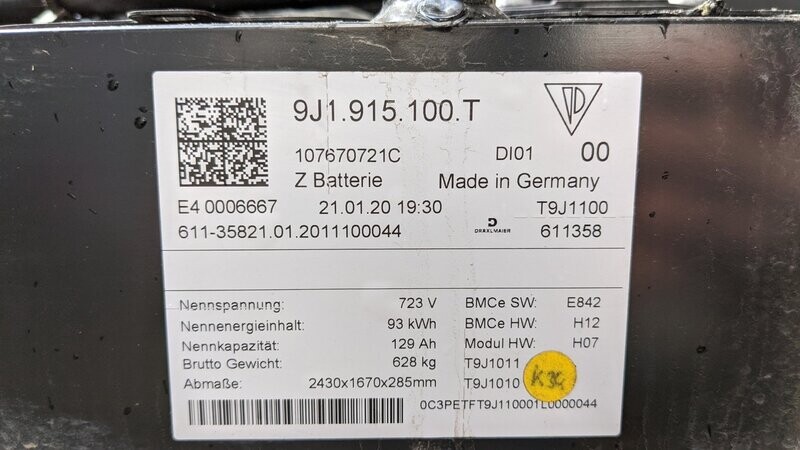 9J1.915.100.T
107670721C DI01 00
Z Batterie Made in Germany
E4 0006667 21.01.20 19:30 T9J1100
611-35821.01.2011100044 DRÄXLMAIER 611358
Nennspannung: 723 V BMCe SW: E842
Nennenergieinhalt: 93 kWh BMCe HW: H12
Nennkapazität: 129 Ah Modul HW: H07
Brutto Gewicht: 628 kg T9J1011
Abmaße: 2430x1670x285mm T9J1010
K34
0C3PETFT9J110001L0000044